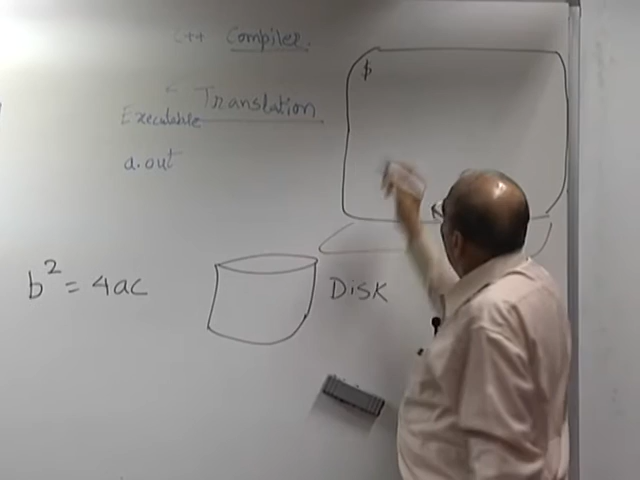 C++ Compiler.
Translation
Executable
a.out
b² = 4ac
DISK